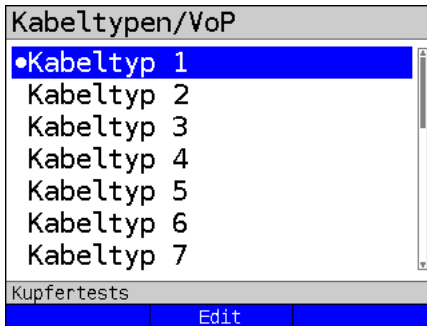 Kabeltypen/VoP
•Kabeltyp 1
Kabeltyp 2
Kabeltyp 3
Kabeltyp 4
Kabeltyp 5
Kabeltyp 6
Kabeltyp 7
Kupfertests
Edit